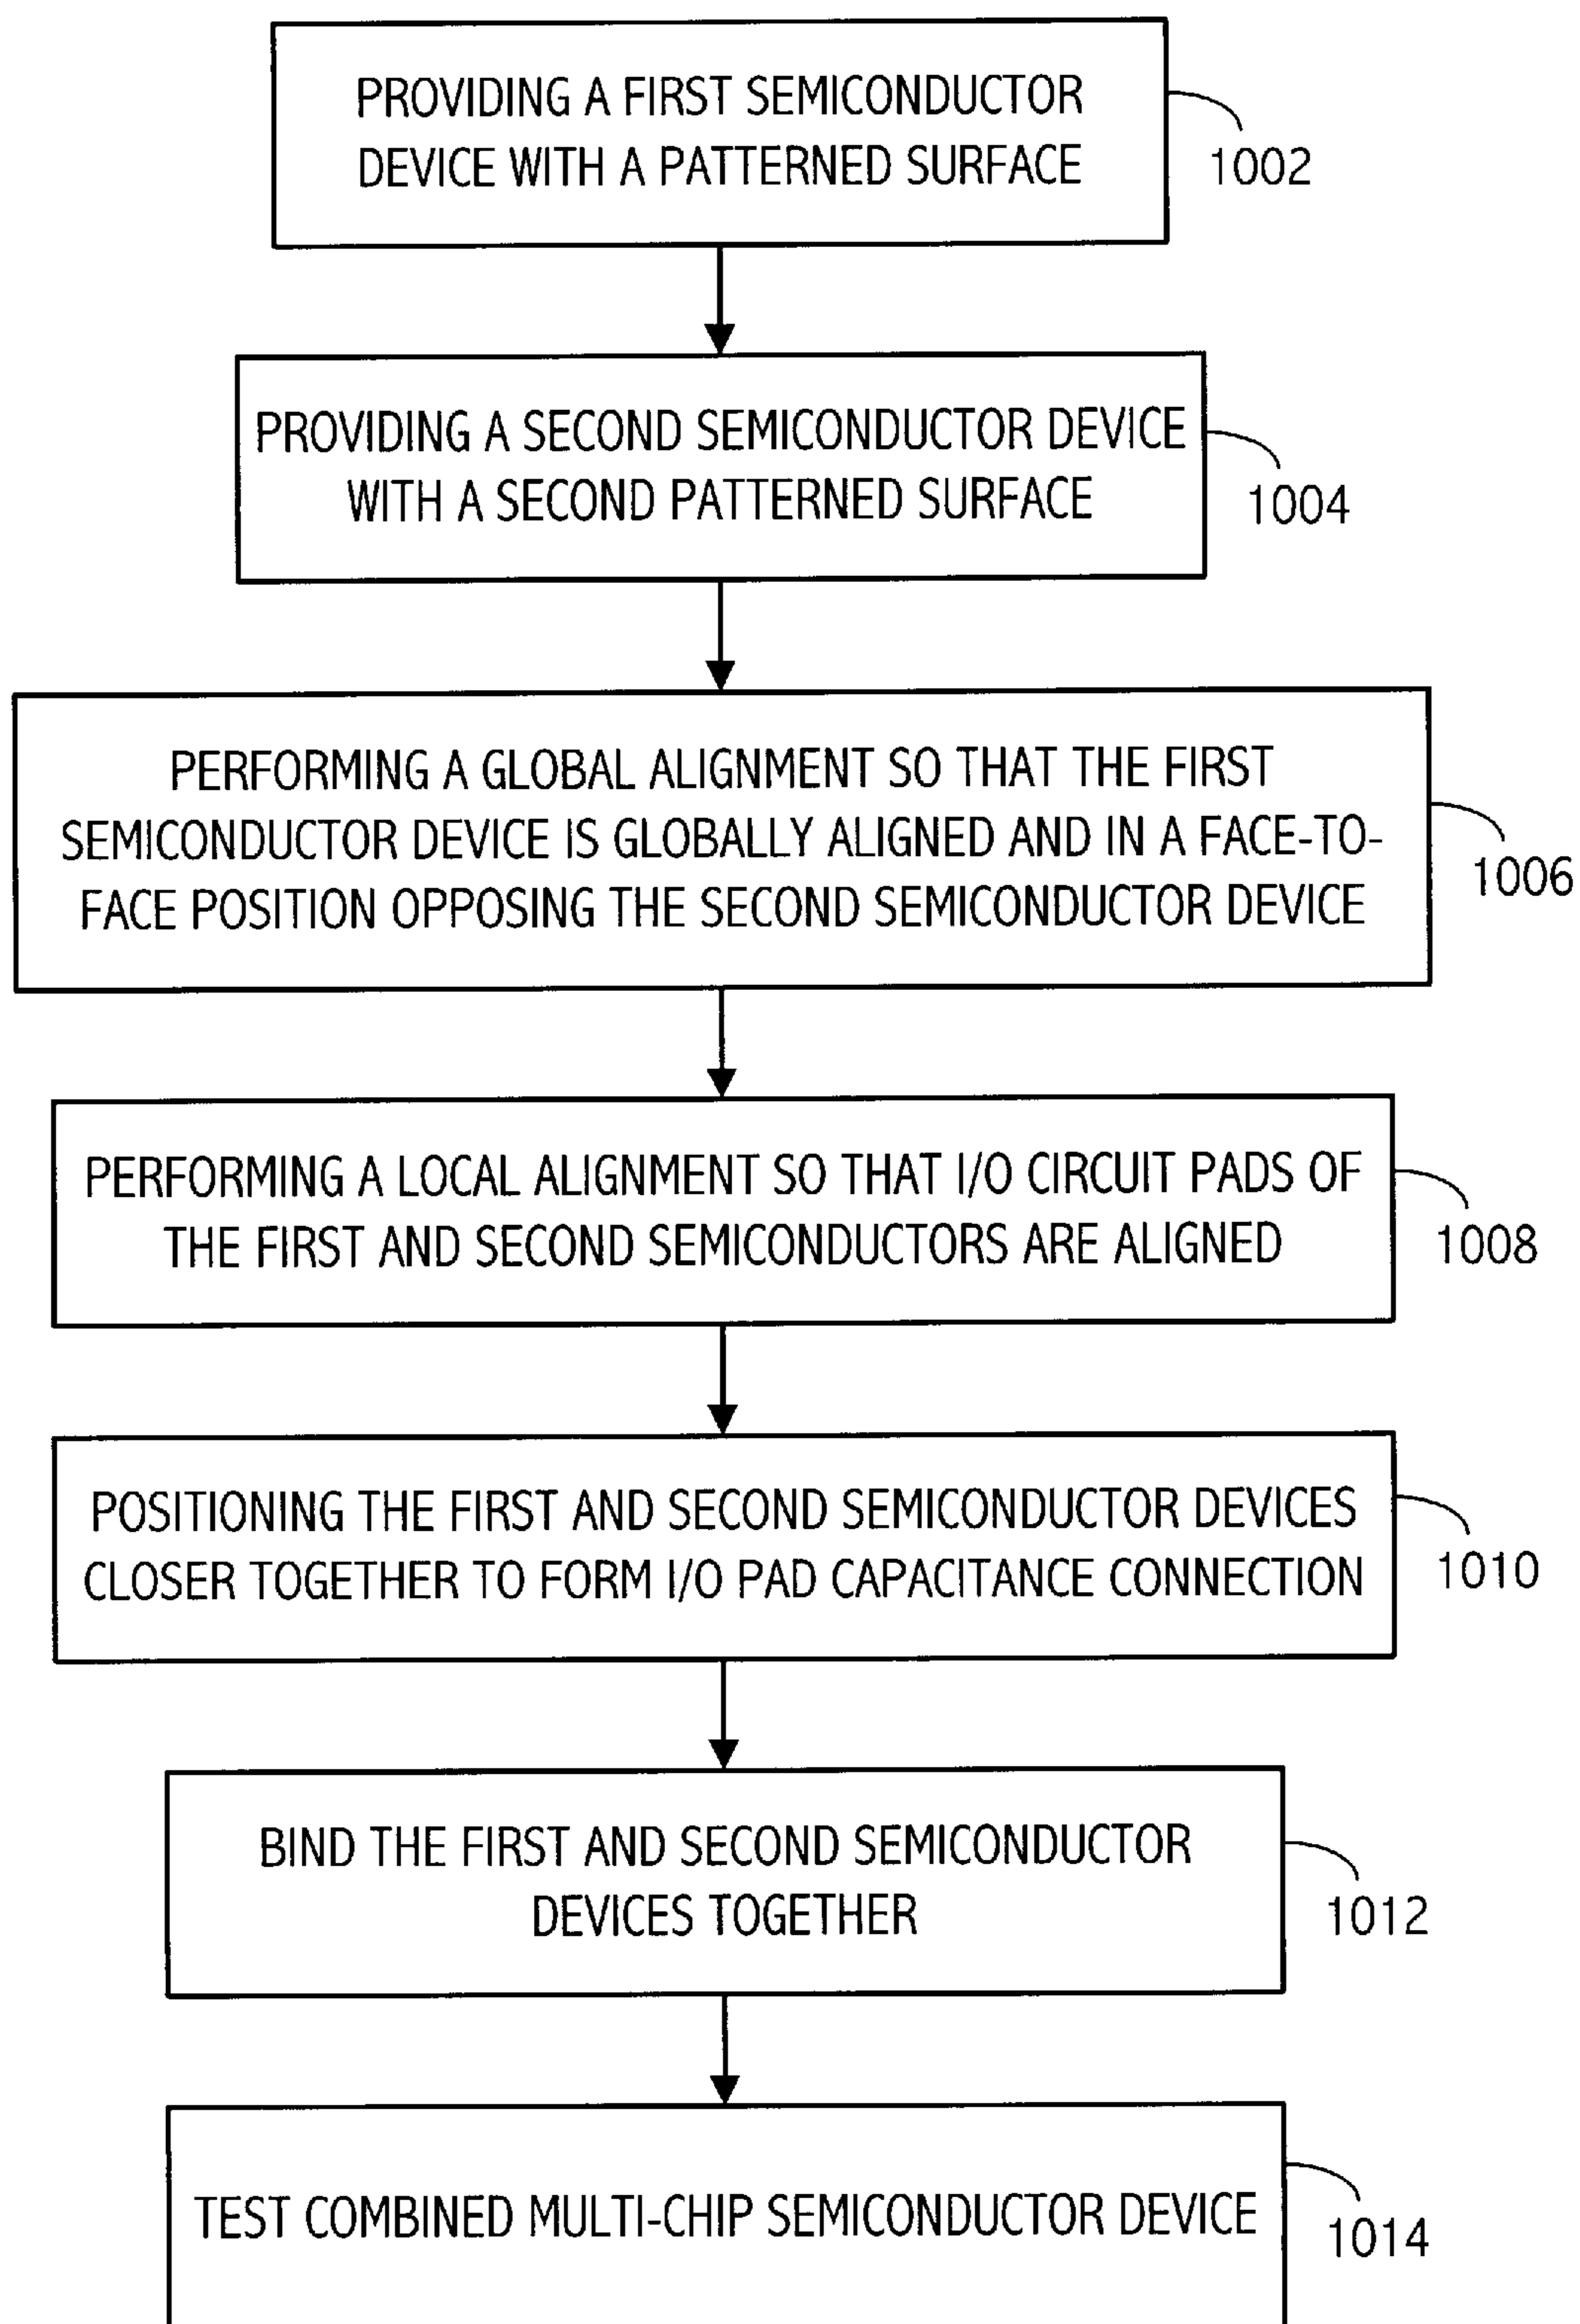 PROVIDING A FIRST SEMICONDUCTOR
DEVICE WITH A PATTERNED SURFACE
1002
PROVIDING A SECOND SEMICONDUCTOR DEVICE
WITH A SECOND PATTERNED SURFACE
1004
PERFORMING A GLOBAL ALIGNMENT SO THAT THE FIRST
SEMICONDUCTOR DEVICE IS GLOBALLY ALIGNED AND IN A FACE-TO-
FACE POSITION OPPOSING THE SECOND SEMICONDUCTOR DEVICE
1006
PERFORMING A LOCAL ALIGNMENT SO THAT I/O CIRCUIT PADS OF
THE FIRST AND SECOND SEMICONDUCTORS ARE ALIGNED
1008
POSITIONING THE FIRST AND SECOND SEMICONDUCTOR DEVICES
CLOSER TOGETHER TO FORM I/O PAD CAPACITANCE CONNECTION
1010
BIND THE FIRST AND SECOND SEMICONDUCTOR
DEVICES TOGETHER
1012
TEST COMBINED MULTI-CHIP SEMICONDUCTOR DEVICE
1014